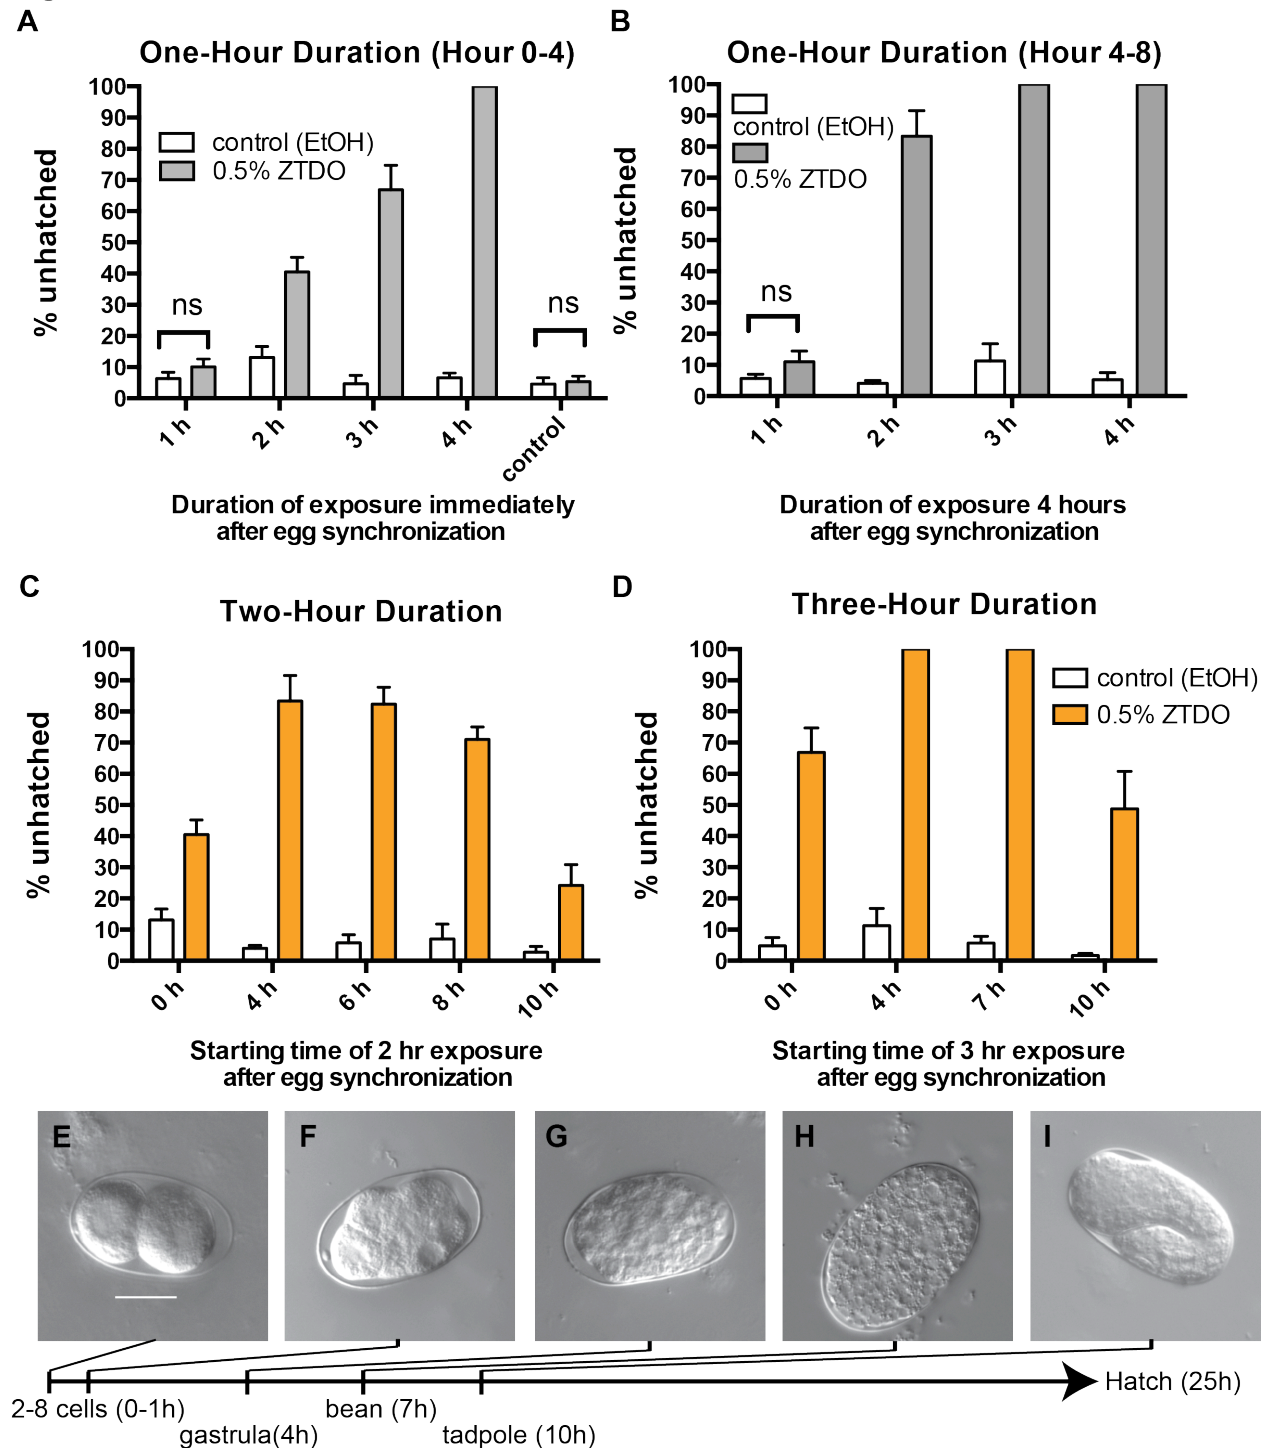 A
One-Hour Duration (Hour 0-4)
100
90
80
70
60
50
40
30
20
10
0
% unhatched
control (EtOH)
0.5% ZTDO
ns
ns
1 h
2 h
3 h
4 h
control
Duration of exposure immediately
after egg synchronization
B
One-Hour Duration (Hour 4-8)
100
90
80
70
60
50
40
30
20
10
0
% unhatched
control (EtOH)
0.5% ZTDO
ns
1 h
2 h
3 h
4 h
Duration of exposure 4 hours
after egg synchronization
C
Two-Hour Duration
100
90
80
70
60
50
40
30
20
10
0
% unhatched
0 h
4 h
6 h
8 h
10 h
Starting time of 2 hr exposure
after egg synchronization
D
Three-Hour Duration
100
90
80
70
60
50
40
30
20
10
0
% unhatched
control (EtOH)
0.5% ZTDO
0 h
4 h
7 h
10 h
Starting time of 3 hr exposure
after egg synchronization
E
F
G
H
I
2-8 cells (0-1h)
gastrula(4h)
bean (7h)
tadpole (10h)
Hatch (25h)